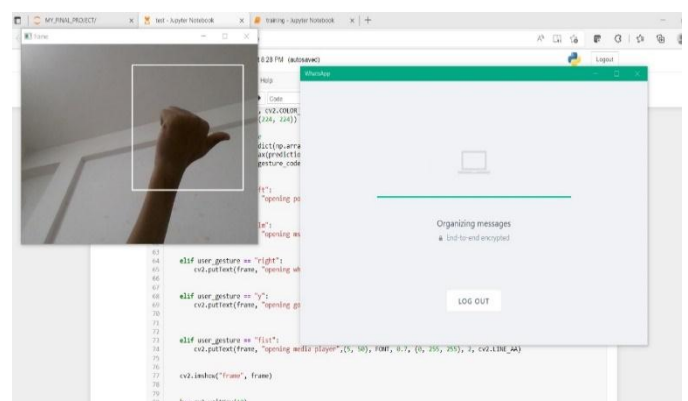 MY_FINAL_PROJECT/
test - Jupyter Notebook
training - Jupyter Notebook
frame
8:28 PM (autosaved)
Logout
Help
WhatsApp
Code
, cv2.COLOR_
(224, 224))
dict(np.arra
ax(predictio
gesture_code
ft":
"opening po
lm":
"opening mu
63
64 elif user_gesture == "right":
65 cv2.putText(frame, "opening wh
66
67
68 elif user_gesture == "y":
69 cv2.putText(frame, "opening go
70
71
72
73 elif user_gesture == "fist":
74 cv2.putText(frame, "opening media player",(5, 50), FONT, 0.7, (0, 255, 255), 2, cv2.LINE_AA)
75
76
77 cv2.imshow("frame", frame)
78
79
Organizing messages
End-to-end encrypted
LOG OUT